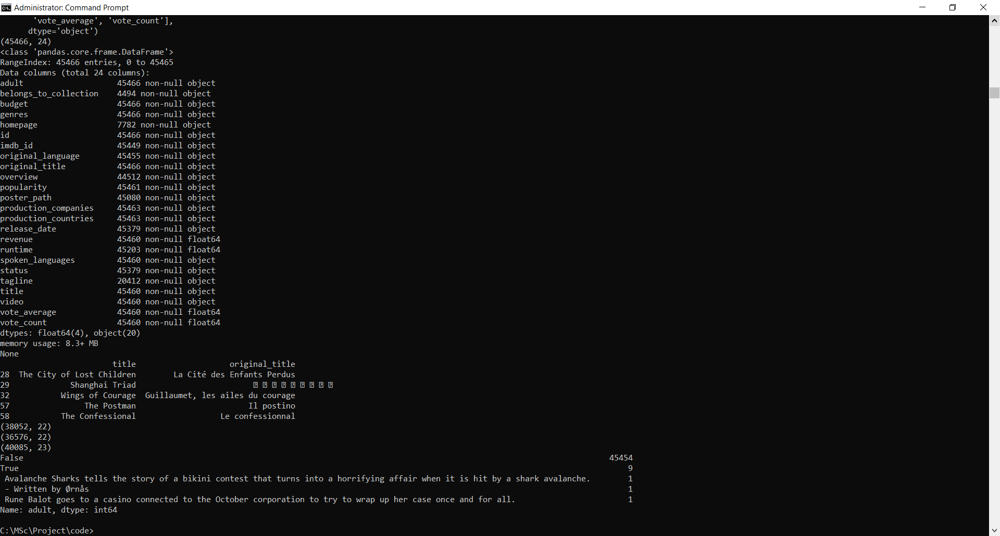 Administrator: Command Prompt
'vote_average', 'vote_count'],
dtype='object')
(45466, 24)
<class 'pandas.core.frame.DataFrame'>
RangeIndex: 45466 entries, 0 to 45465
Data columns (total 24 columns):
adult 45466 non-null object
belongs_to_collection 4494 non-null object
budget 45466 non-null object
genres 45466 non-null object
homepage 7782 non-null object
id 45466 non-null object
imdb_id 45449 non-null object
original_language 45455 non-null object
original_title 45466 non-null object
overview 44512 non-null object
popularity 45461 non-null object
poster_path 45080 non-null object
production_companies 45463 non-null object
production_countries 45463 non-null object
release_date 45379 non-null object
revenue 45460 non-null float64
runtime 45203 non-null float64
spoken_languages 45460 non-null object
status 45379 non-null object
tagline 20412 non-null object
title 45460 non-null object
video 45460 non-null object
vote_average 45460 non-null float64
vote_count 45460 non-null float64
dtypes: float64(4), object(20)
memory usage: 8.3+ MB
None
title original_title
28 The City of Lost Children La Cité des Enfants Perdus
29 Shanghai Triad
32 Wings of Courage Guillaumet, les ailes du courage
57 The Postman Il postino
58 The Confessional Le confessionnal
(38052, 22)
(36576, 22)
(40085, 23)
False 45454
True 9
Avalanche Sharks tells the story of a bikini contest that turns into a horrifying affair when it is hit by a shark avalanche. 1
- Written by Ørnås 1
Rune Balot goes to a casino connected to the October corporation to try to wrap up her case once and for all. 1
Name: adult, dtype: int64
C:\MSc\Project\code>